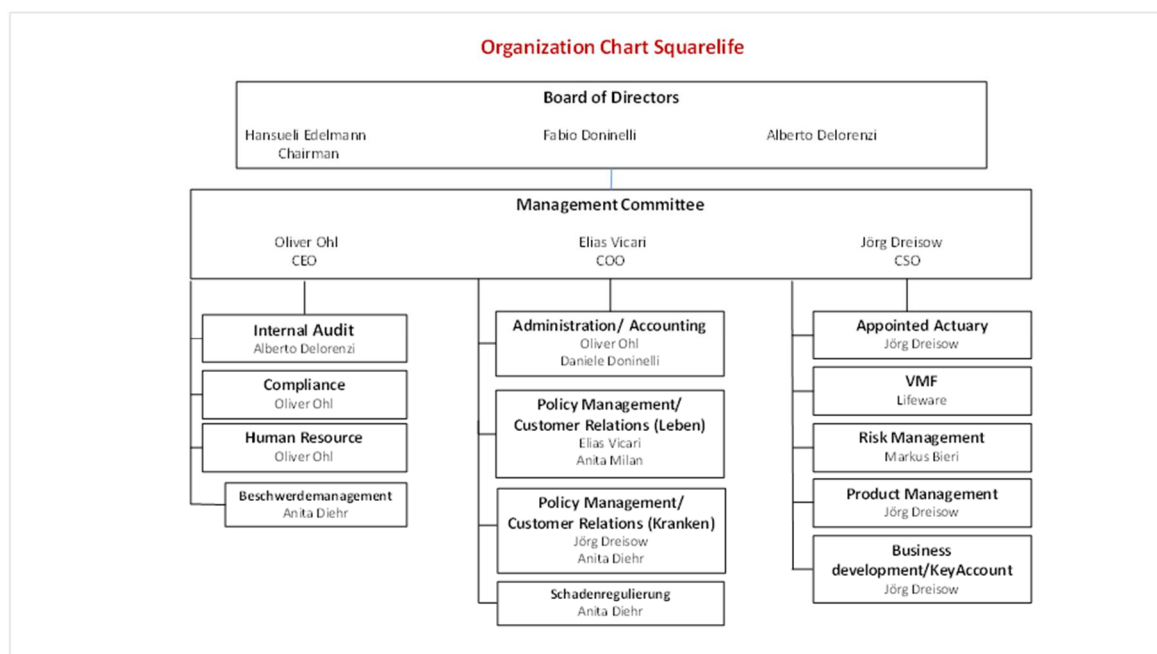 Organization Chart Squarelife
Board of Directors
Hansueli Edelmann
Chairman
Fabio Doninelli
Alberto Delorenzi
Management Committee
Oliver Ohl
CEO
Elias Vicari
COO
Jörg Dreisow
CSO
Internal Audit
Alberto Delorenzi
Compliance
Oliver Ohl
Human Resource
Oliver Ohl
Beschwerdemanagement
Anita Diehr
Administration/ Accounting
Oliver Ohl
Daniele Doninelli
Policy Management/
Customer Relations (Leben)
Elias Vicari
Anita Milan
Policy Management/
Customer Relations (Kranken)
Jörg Dreisow
Anita Diehr
Schadenregulierung
Anita Diehr
Appointed Actuary
Jörg Dreisow
VMF
Lifeware
Risk Management
Markus Bieri
Product Management
Jörg Dreisow
Business
development/KeyAccount
Jörg Dreisow